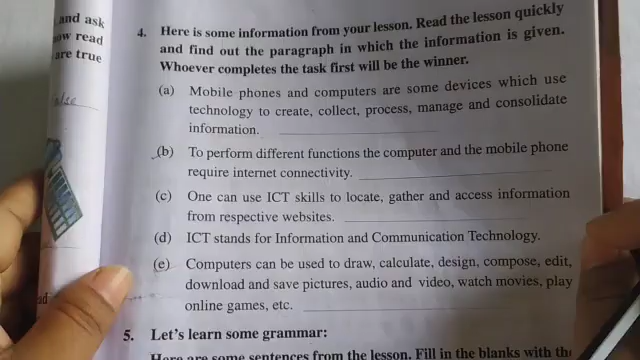 and ask
now read
are true
false
4. Here is some information from your lesson. Read the lesson quickly
and find out the paragraph in which the information is given.
Whoever completes the task first will be the winner.
(a) Mobile phones and computers are some devices which use
technology to create, collect, process, manage and consolidate
information.
(b) To perform different functions the computer and the mobile phone
require internet connectivity.
(c) One can use ICT skills to locate, gather and access information
from respective websites.
(d) ICT stands for Information and Communication Technology.
(e) Computers can be used to draw, calculate, design, compose, edit,
download and save pictures, audio and video, watch movies, play
online games, etc.
5. Let's learn some grammar:
Here are some sentences from the lesson. Fill in the blanks with the